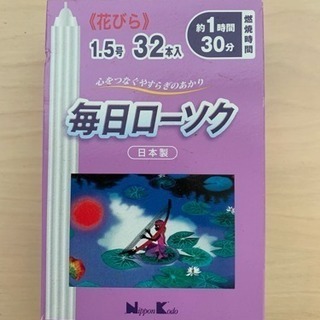 《花びら》
1.5号 32本入
約1時間
30分
燃焼時間
心をつなぐやすらぎのあかり
毎日ローソク
日本製
Nippon Kodo